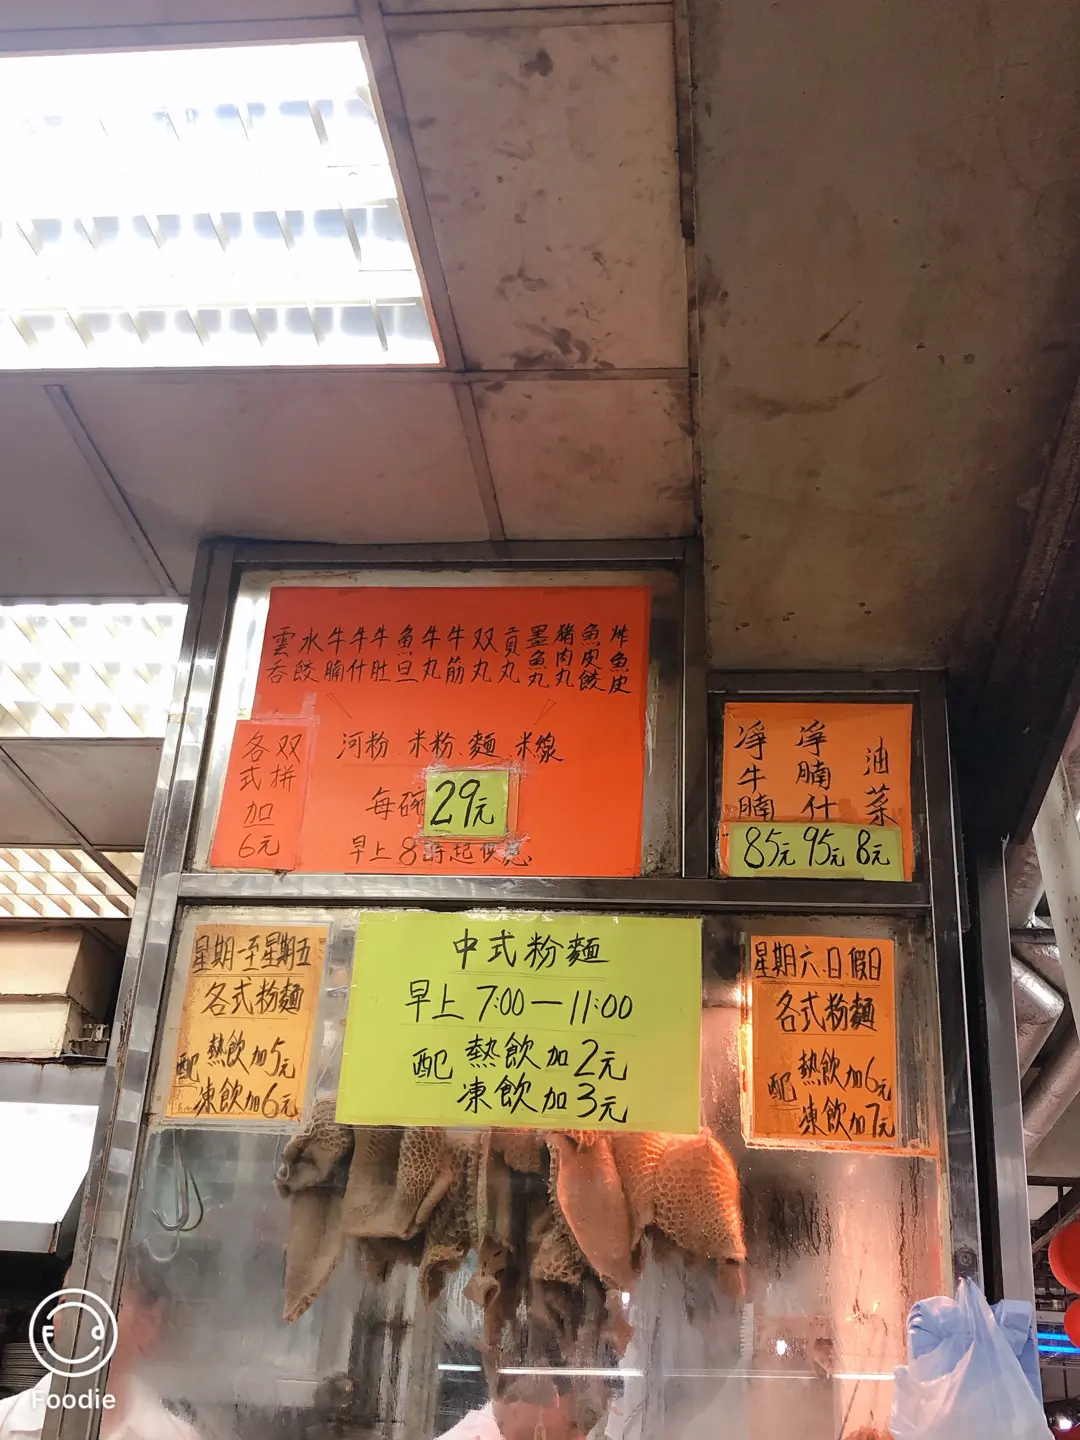 雲吞 水餃 牛腩 牛什 牛肚 魚旦 牛丸 牛筋 双丸 貢丸 墨魚丸 猪肉丸 魚皮餃 炸魚皮
河粉.米粉.麵.米線
每碗29元
早上8時起供應
双拼
各式
加
6元
淨牛腩 淨腩什 油菜
85元 95元 8元
星期一至星期五
各式粉麵
配 熱飲加5元
凍飲加6元
中式粉麵
早上7:00—11:00
配 熱飲加2元
凍飲加3元
星期六.日假日
各式粉麵
配 熱飲加6元
凍飲加7元
Foodie